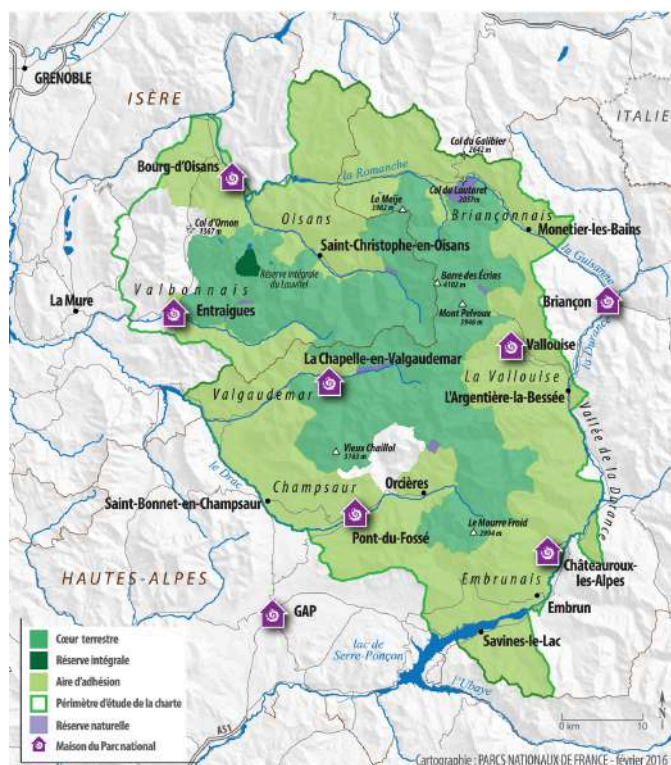 GRENOBLE
ISÈRE
ITALIE
Col du Galibier
2642 m
Bourg-d'Oisans
la Romanche
Col du Lautaret
2057m
La Meije
3982 m
Oisans
Briançonnais
Col d'Ornon
1367 m
Monetier-les-Bains
Saint-Christophe-en-Oisans
Réserve intégrale
du Lauvitel
Barre des Écrins
4102 m
la Guisanne
Valbonnais
Briançon
La Mure
Entraigues
Mont Pelvoux
3946 m
la Durance
Vallouise
La Chapelle-en-Valgaudemar
La Vallouise
Valgaudemar
L'Argentière-la-Bessée
Vallée de la Durance
Vieux Chaillol
3163 m
le Drac
Champsaur
Orcières
Saint-Bonnet-en-Champsaur
Pont-du-Fossé
Le Mourre Froid
2994 m
Châteauroux-
les-Alpes
HAUTES-ALPES
Embrunais
Embrun
GAP
Savines-le-Lac
lac de
Serre-Ponçon
l'Ubaye
A51
Cœur terrestre
Réserve intégrale
Aire d'adhésion
Périmètre d'étude de la charte
Réserve naturelle
Maison du Parc national
N
0 km
10
Cartographie : PARCS NATIONAUX DE FRANCE - février 2016